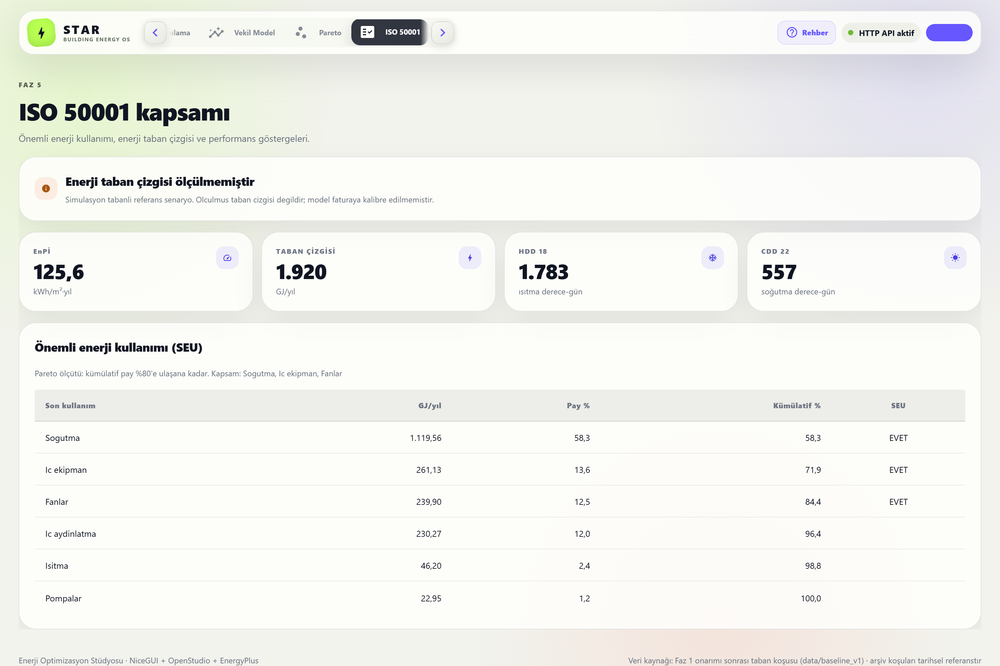 STAR
BUILDING ENERGY OS
Vekil Model
Pareto
ISO 50001
Rehber
HTTP API aktif
FAZ 5
ISO 50001 kapsamı
Önemli enerji kullanımı, enerji taban çizgisi ve performans göstergeleri.
Enerji taban çizgisi ölçülmemiştir
Simulasyon tabanli referans senaryo. Olculmus taban cizgisi degildir; model faturaya kalibre edilmemistir.
EnPİ
125,6
kWh/m²·yıl
TABAN ÇİZGİSİ
1.920
GJ/yıl
HDD 18
1.783
ısıtma derece-gün
CDD 22
557
soğutma derece-gün
Önemli enerji kullanımı (SEU)
Pareto ölçütü: kümülatif pay %80'e ulaşana kadar. Kapsam: Sogutma, Ic ekipman, Fanlar
Son kullanım GJ/yıl Pay % Kümülatif % SEU
Sogutma 1.119,56 58,3 58,3 EVET
Ic ekipman 261,13 13,6 71,9 EVET
Fanlar 239,90 12,5 84,4 EVET
Ic aydinlatma 230,27 12,0 96,4
Isitma 46,20 2,4 98,8
Pompalar 22,95 1,2 100,0
Enerji Optimizasyon Stüdyosu · NiceGUI + OpenStudio + EnergyPlus
Veri kaynağı: Faz 1 onarımı sonrası taban koşusu (data/baseline_v1) · arşiv koşuları tarihsel referanstır